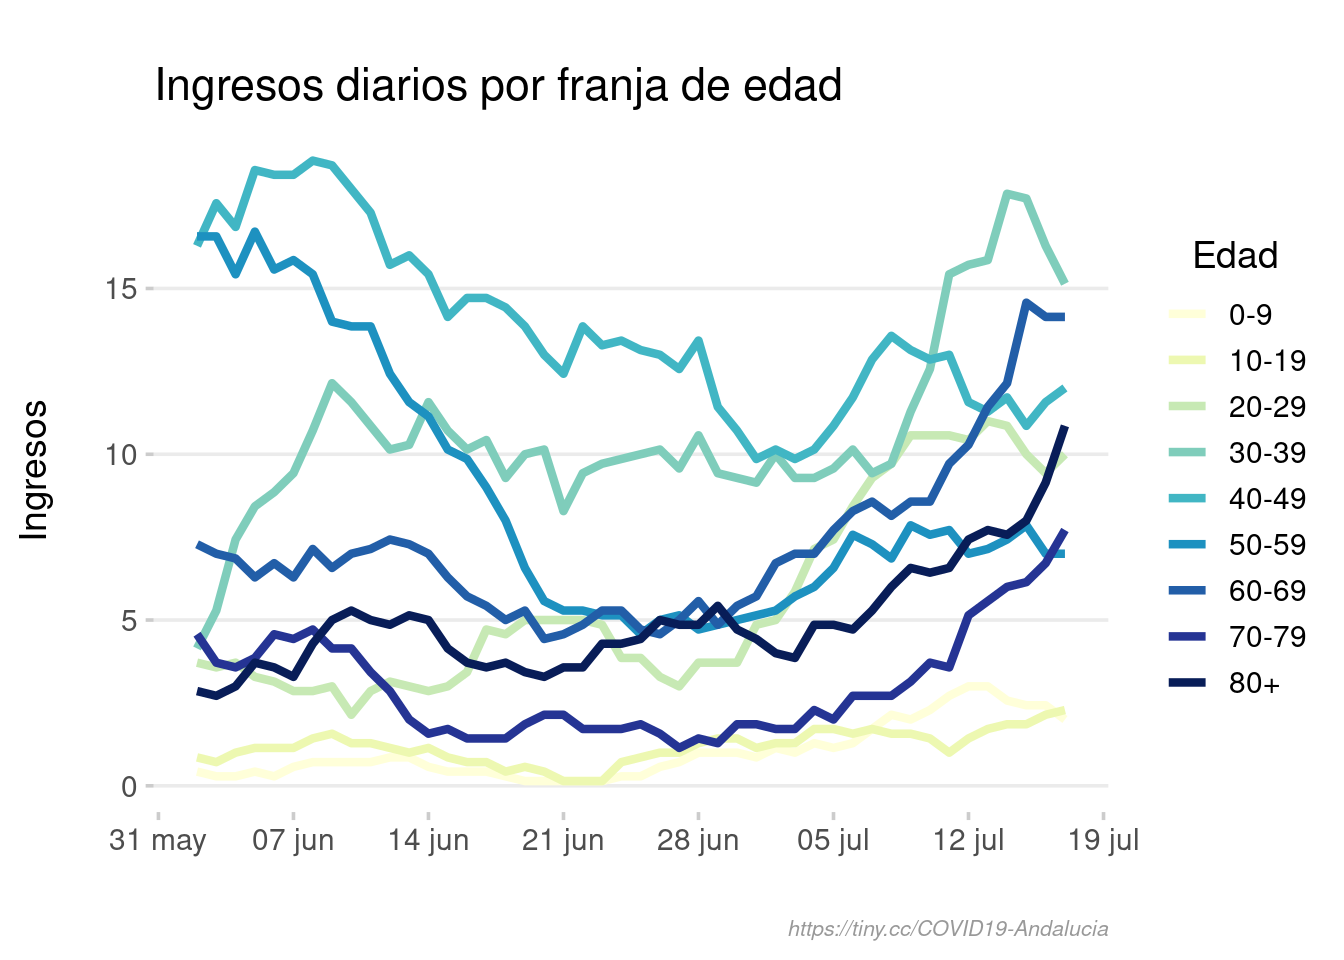 Ingresos diarios por franja de edad
Ingresos
15
10
5
0
31 may
07 jun
14 jun
21 jun
28 jun
05 jul
12 jul
19 jul
Edad
0-9
10-19
20-29
30-39
40-49
50-59
60-69
70-79
80+
https://tiny.cc/COVID19-Andalucia